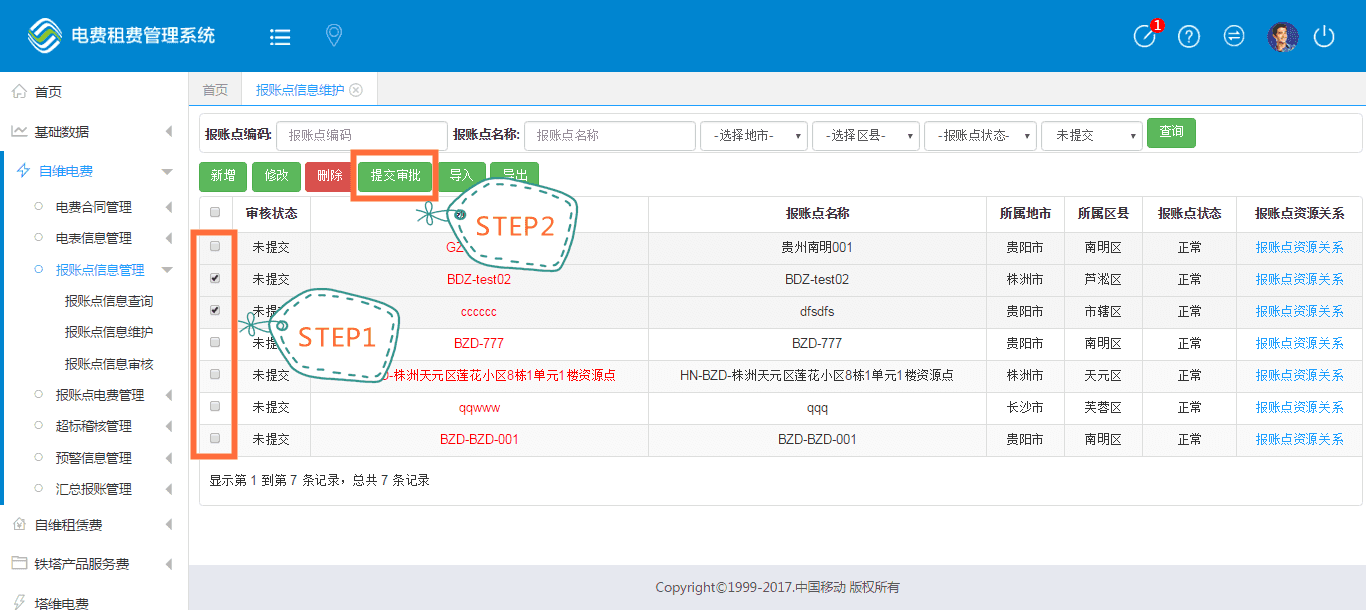 电费租费管理系统
1
首页
基础数据
自维电费
电费合同管理
电表信息管理
报账点信息管理
报账点信息查询
报账点信息维护
报账点信息审核
报账点电费管理
超标稽核管理
预警信息管理
汇总报账管理
自维租赁费
铁塔产品服务费
塔维电费
首页 报账点信息维护
报账点编码: 报账点编码 报账点名称: 报账点名称 -选择地市- -选择区县- -报账点状态- 未提交 查询
新增 修改 删除 提交审批 导入 导出
STEP2
审核状态 报账点名称 所属地市 所属区县 报账点状态 报账点资源关系
未提交 GZ 贵州南明001 贵阳市 南明区 正常 报账点资源关系
未提交 BDZ-test02 BDZ-test02 株洲市 芦淞区 正常 报账点资源关系
未提 cccccc dfsdfs 贵阳市 市辖区 正常 报账点资源关系
STEP1
未提 BZD-777 BZD-777 贵阳市 南明区 正常 报账点资源关系
未提交 D-株洲天元区莲花小区8栋1单元1楼资源点 HN-BZD-株洲天元区莲花小区8栋1单元1楼资源点 株洲市 天元区 正常 报账点资源关系
未提交 qqwww qqq 长沙市 芙蓉区 正常 报账点资源关系
未提交 BZD-BZD-001 BZD-BZD-001 贵阳市 南明区 正常 报账点资源关系
显示第 1 到第 7 条记录，总共 7 条记录
Copyright©1999-2017.中国移动 版权所有